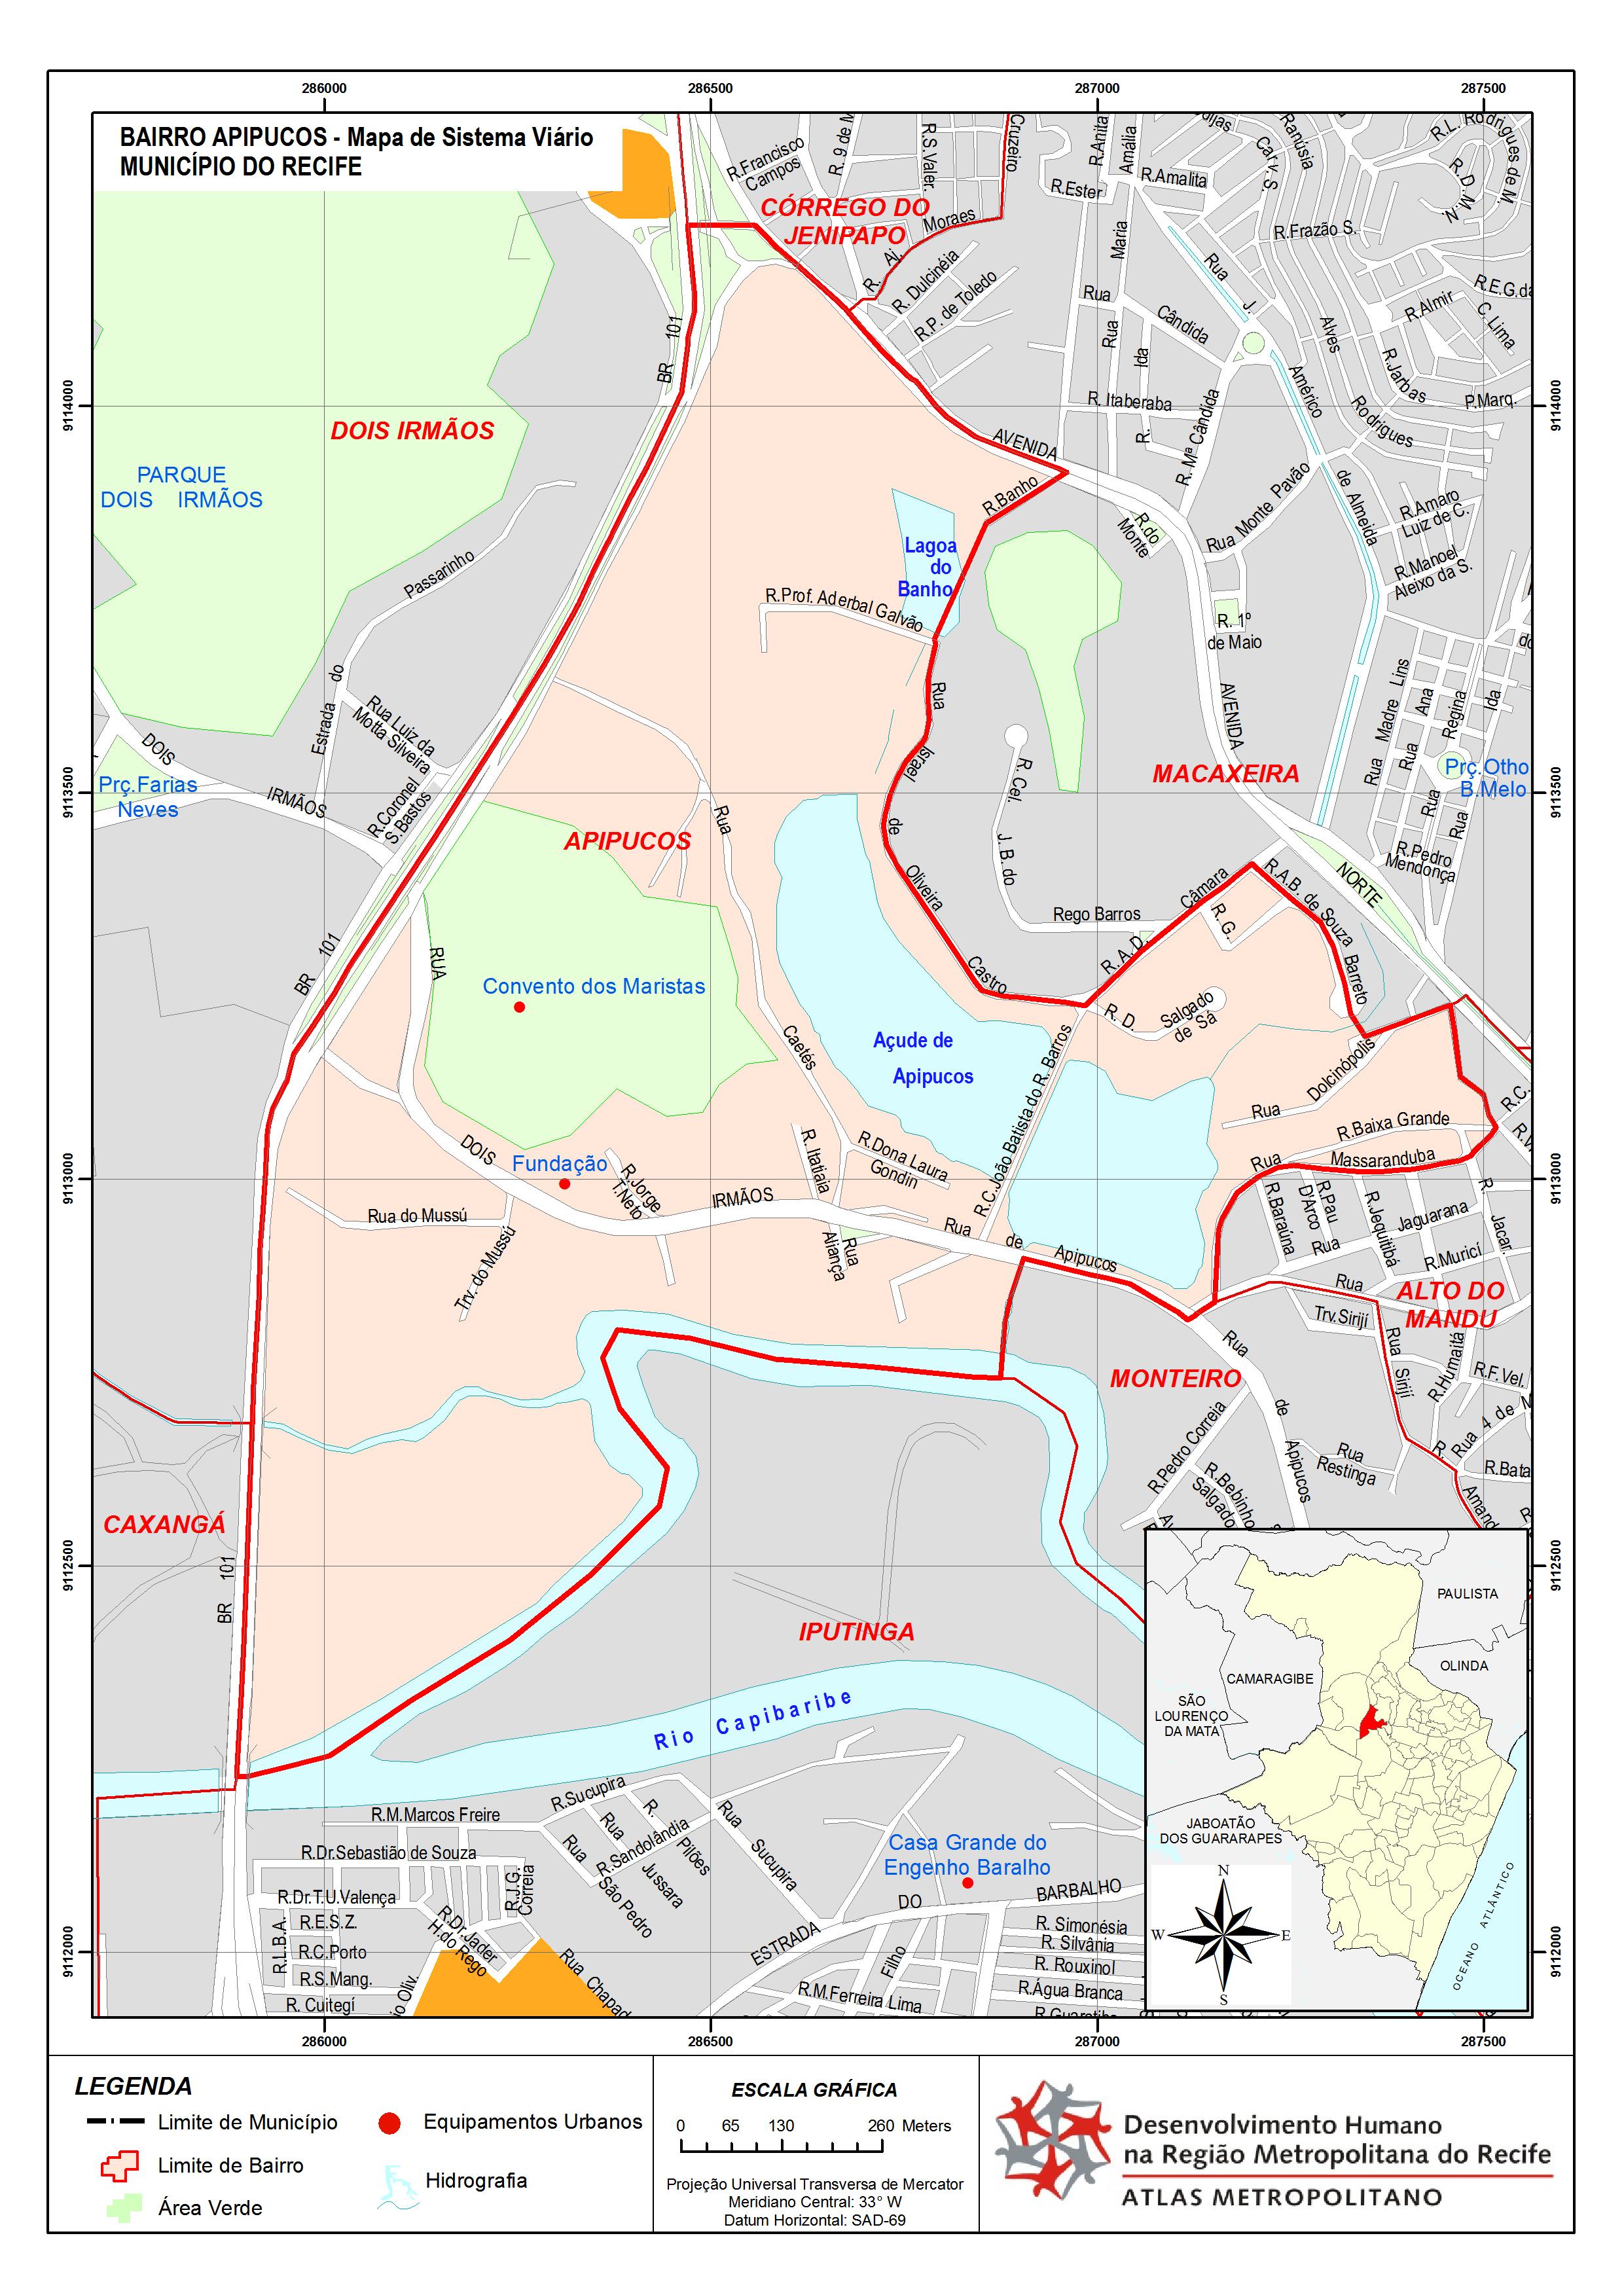 286000
286500
287000
287500
BAIRRO APIPUCOS - Mapa de Sistema Viário
MUNICÍPIO DO RECIFE
R.Francisco
Campos
R. 9 de M
R.S.Valer.
Cruzeiro
R.Anita
Amália
R.Amalita
R.Ester
Carv. S.
Ranúsia
R.L. Rodrigues de M.
R.D.
M.
N.
CÓRREGO DO
JENIPAPO
R. Aj. Moraes
R. Dulcinéia
R.P. de Toledo
Maria
Rua
R.Frazão S.
R.E.G.da
R.Almir
C. Lima
Rua Cândida
Rua
Ida
R.
J.
Alves
R.Jarbas
P.Marq.
Américo
Rodrigues
R. Itaberaba
R. Mª Cândida
BR 101
9114000
9114000
DOIS IRMÃOS
AVENIDA
PARQUE
DOIS IRMÃOS
R.Banho
R.do
Monte
Rua Monte Pavão
de Almeida
R.Amaro
Luiz de C.
R.Manoel
Aleixo da S.
Lagoa
do
Banho
Passarinho
do
Estrada
R.Prof. Aderbal Galvão
R. 1º
de Maio
Rua Luiz da
Motta Silveira
Rua
Israel
de
Oliveira
Castro
AVENIDA
Rua Madre Lins
Rua Ana
Rua Regina
Rua Ida
DOIS
IRMÃOS
Prç.Farias
Neves
R.Coronel
S.Bastos
R. Cel.
J. B. do
Rego Barros
MACAXEIRA
Prç.Otho
B.Melo
9113500
9113500
APIPUCOS
Rua
Caetés
R.Pedro
Mendonça
NORTE
Câmara
R. A. D.
R. G.
R.A.B. de Souza
Barreto
BR 101
RUA
Convento dos Maristas
R. D.
Salgado
de Sá
Açude de
Apipucos
R.C.João Batista do R. Barros
Rua Dolcinópolis
R.Baixa Grande
R.C.
DOIS
Fundação
R.Jorge
T.Neto
R. Itatiaia
R.Dona Laura
Gondin
Rua Massaranduba
9113000
9113000
IRMÃOS
Rua do Mussú
Trv. do Mussú
Rua
Aliança
Rua de Apipucos
R.Baraúna
R.Pau
D'Arco
R.Jequitibá
Rua Jaguarana
R. Jacar.
R.Muricí
Rua
ALTO DO
MANDU
Trv.Sirijí
Rua Sirijí
R.Humaitá
R.F.Vel.
Rua
de
Apipucos
MONTEIRO
R.Pedro Correia
Rua
Restinga
R.Bebinho
Salgado
R.
Rua 4 de M
R.Bata
Amand
CAXANGÁ
BR 101
9112500
9112500
IPUTINGA
Rio Capibaribe
PAULISTA
CAMARAGIBE
OLINDA
SÃO
LOURENÇO
DA MATA
JABOATÃO
DOS GUARARAPES
OCEANO ATLÂNTICO
N
W
E
S
R.M.Marcos Freire
R.Sucupira
R. Pilões
Rua Jussara
Rua São Pedro
R.Sandolândia
Rua Sucupira
R.Dr.Sebastião de Souza
Casa Grande do
Engenho Baralho
R.Dr.T.U.Valença
R.J.G.
Correia
R.E.S.Z.
R.L.B.A.
R.C.Porto
R.S.Mang.
R. Cuitegí
R.Dr.Jader
H.do Rego
Rua Chapad
ESTRADA DO BARBALHO
R. Simonésia
R. Silvânia
R. Rouxinol
R.Água Branca
Filho
R.M.Ferreira Lima
9112000
9112000
286000
286500
287000
287500
LEGENDA
Limite de Município
Limite de Bairro
Área Verde
Equipamentos Urbanos
Hidrografia
ESCALA GRÁFICA
0 65 130 260 Meters
Projeção Universal Transversa de Mercator
Meridiano Central: 33° W
Datum Horizontal: SAD-69
Desenvolvimento Humano
na Região Metropolitana do Recife
ATLAS METROPOLITANO